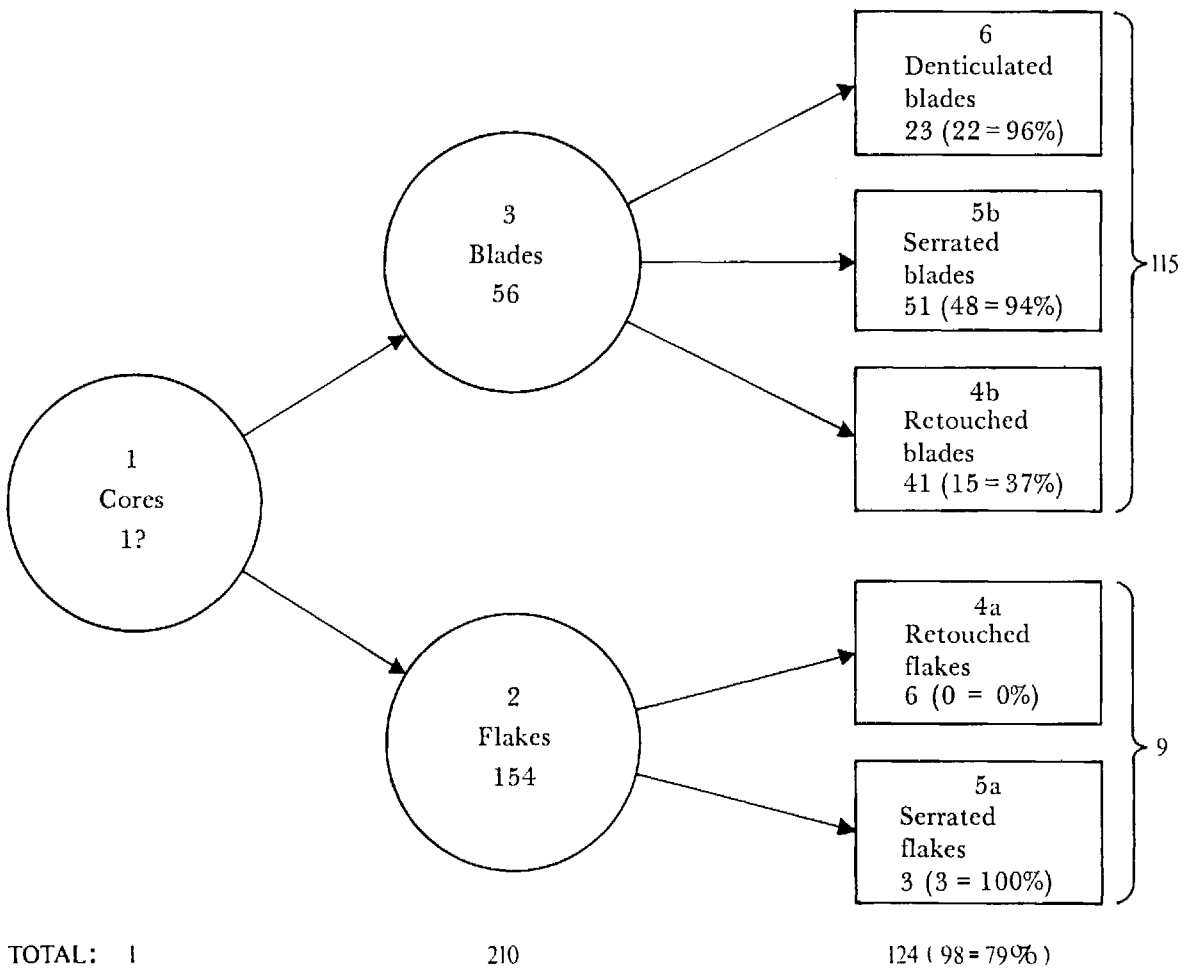 1
Cores
1?
3
Blades
56
2
Flakes
154
6
Denticulated
blades
23 (22 = 96%)
5b
Serrated
blades
51 (48 = 94%)
4b
Retouched
blades
41 (15 = 37%)
115
4a
Retouched
flakes
6 (0 = 0%)
5a
Serrated
flakes
3 (3 = 100%)
9
TOTAL: 1 210 124 (98 = 79%)